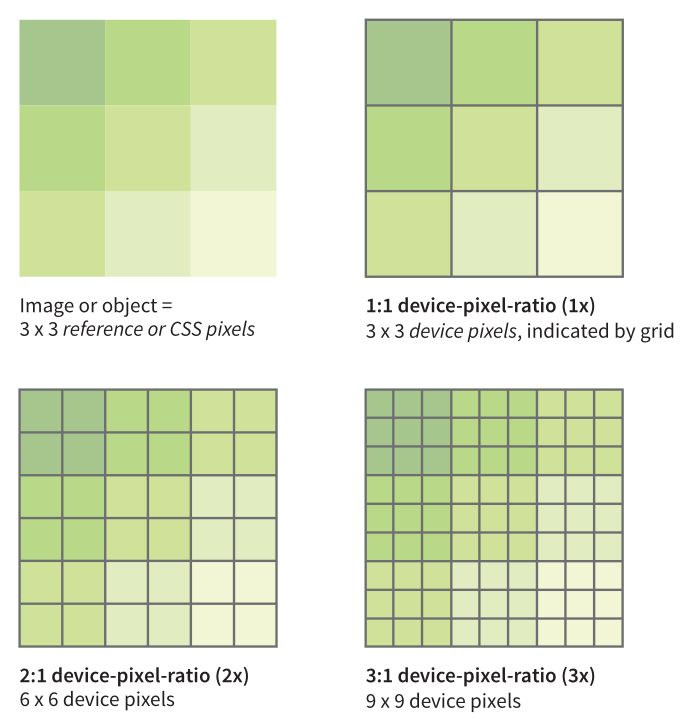 Image or object =
3 x 3 reference or CSS pixels
1:1 device-pixel-ratio (1x)
3 x 3 device pixels, indicated by grid
2:1 device-pixel-ratio (2x)
6 x 6 device pixels
3:1 device-pixel-ratio (3x)
9 x 9 device pixels